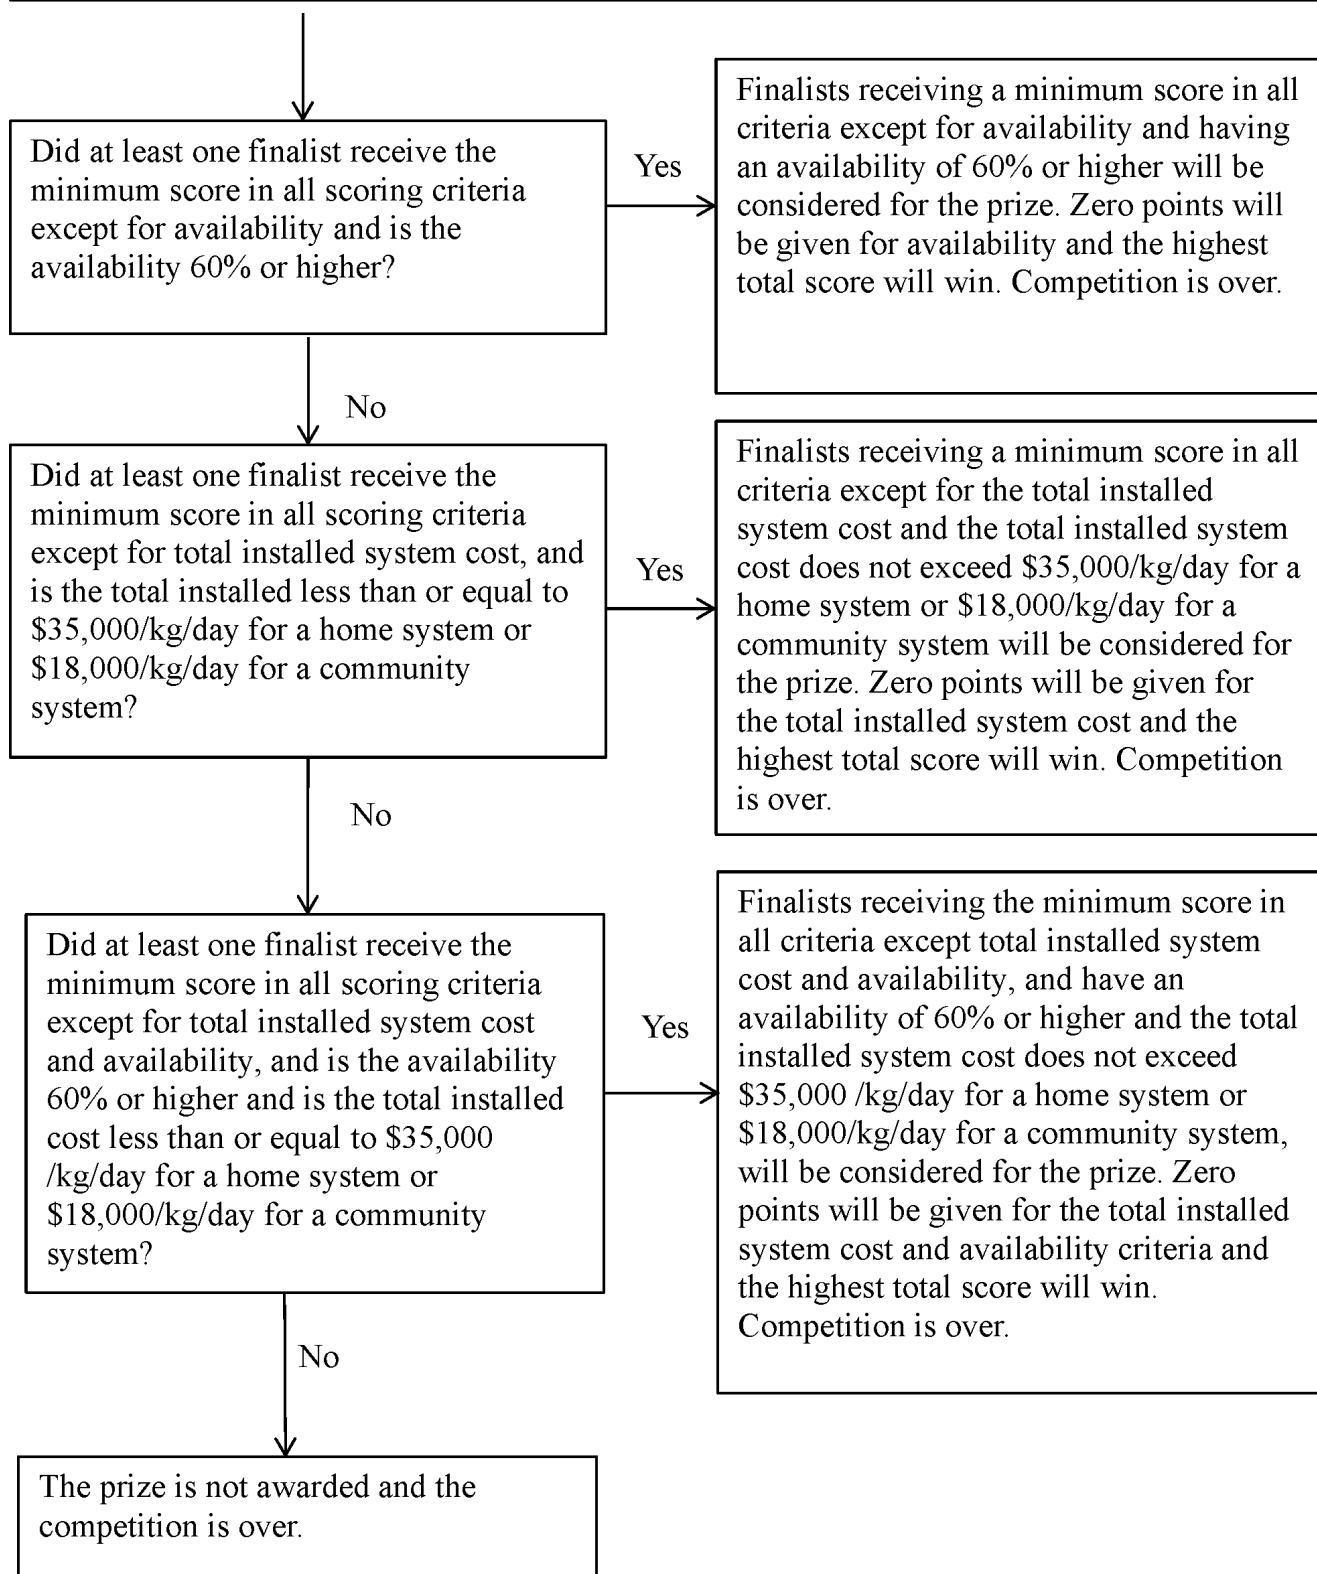 Did at least one finalist receive the
minimum score in all scoring criteria
except for availability and is the
availability 60% or higher?
Yes
Finalists receiving a minimum score in all
criteria except for availability and having
an availability of 60% or higher will be
considered for the prize. Zero points will
be given for availability and the highest
total score will win. Competition is over.
No
Did at least one finalist receive the
minimum score in all scoring criteria
except for total installed system cost, and
is the total installed less than or equal to
$35,000/kg/day for a home system or
$18,000/kg/day for a community
system?
Yes
Finalists receiving a minimum score in all
criteria except for the total installed
system cost and the total installed system
cost does not exceed $35,000/kg/day for a
home system or $18,000/kg/day for a
community system will be considered for
the prize. Zero points will be given for
the total installed system cost and the
highest total score will win. Competition
is over.
No
Did at least one finalist receive the
minimum score in all scoring criteria
except for total installed system cost
and availability, and is the availability
60% or higher and is the total installed
cost less than or equal to $35,000
/kg/day for a home system or
$18,000/kg/day for a community
system?
Yes
Finalists receiving the minimum score in
all criteria except total installed system
cost and availability, and have an
availability of 60% or higher and the total
installed system cost does not exceed
$35,000 /kg/day for a home system or
$18,000/kg/day for a community system,
will be considered for the prize. Zero
points will be given for the total installed
system cost and availability criteria and
the highest total score will win.
Competition is over.
No
The prize is not awarded and the
competition is over.